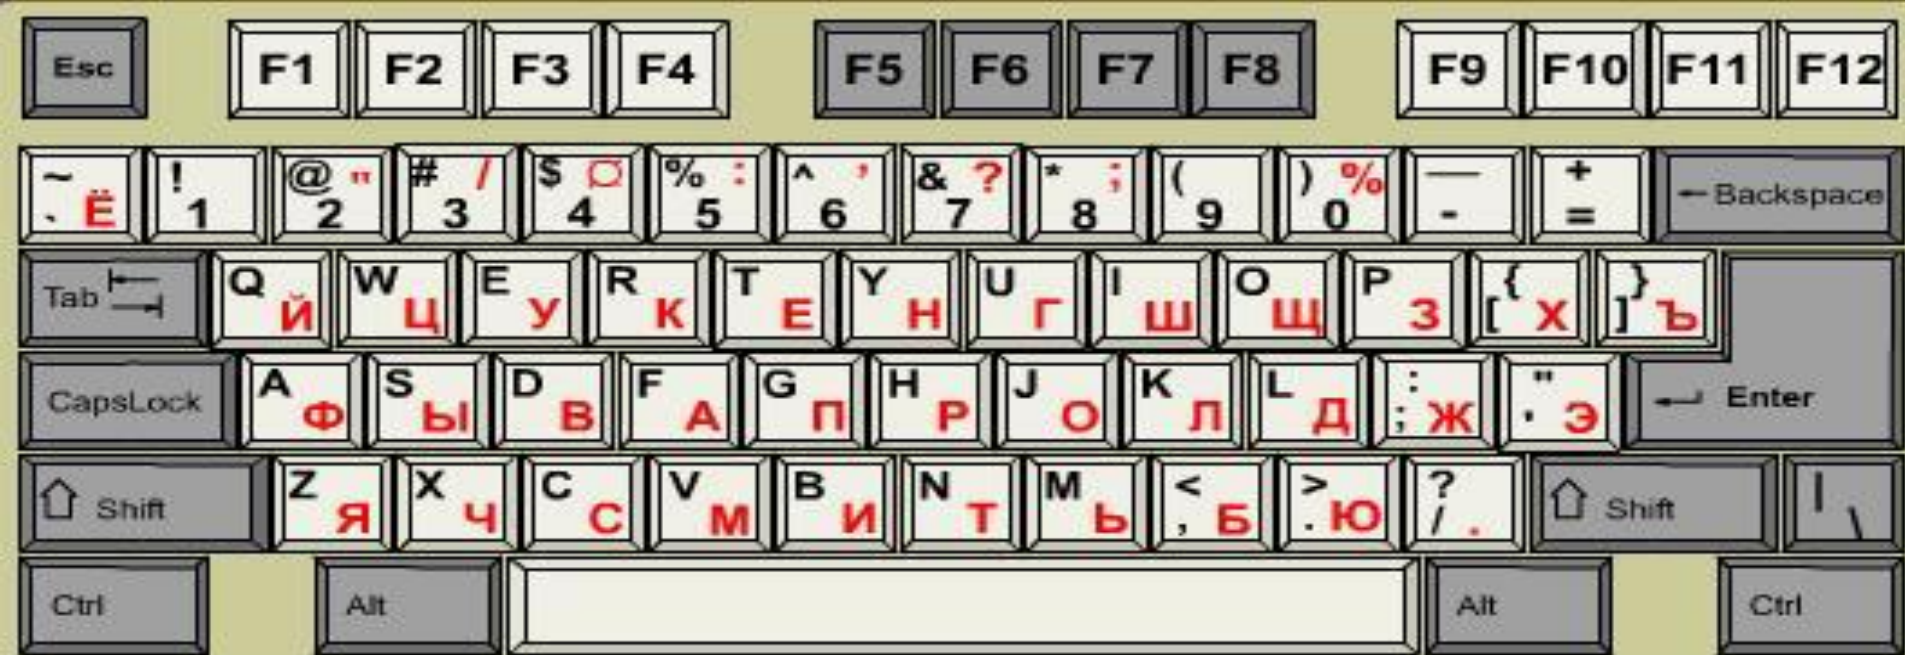 Esc F1 F2 F3 F4 F5 F6 F7 F8 F9 F10 F11 F12
~ ` Ё ! 1 @ " 2 # / 3 $ ¤ 4 % : 5 ^ ' 6 & ? 7 * ; 8 ( 9 ) % 0 — - + = ← Backspace
Tab Q Й W Ц E У R К T Е Y Н U Г I Ш O Щ P З { [ Х } ] Ъ
CapsLock A Ф S Ы D В F А G П H Р J О K Л L Д : ; Ж " ' Э Enter
Shift Z Я X Ч C С V М B И N Т M Ь < , Б > . Ю ? / . Shift | \
Ctrl Alt Alt Ctrl